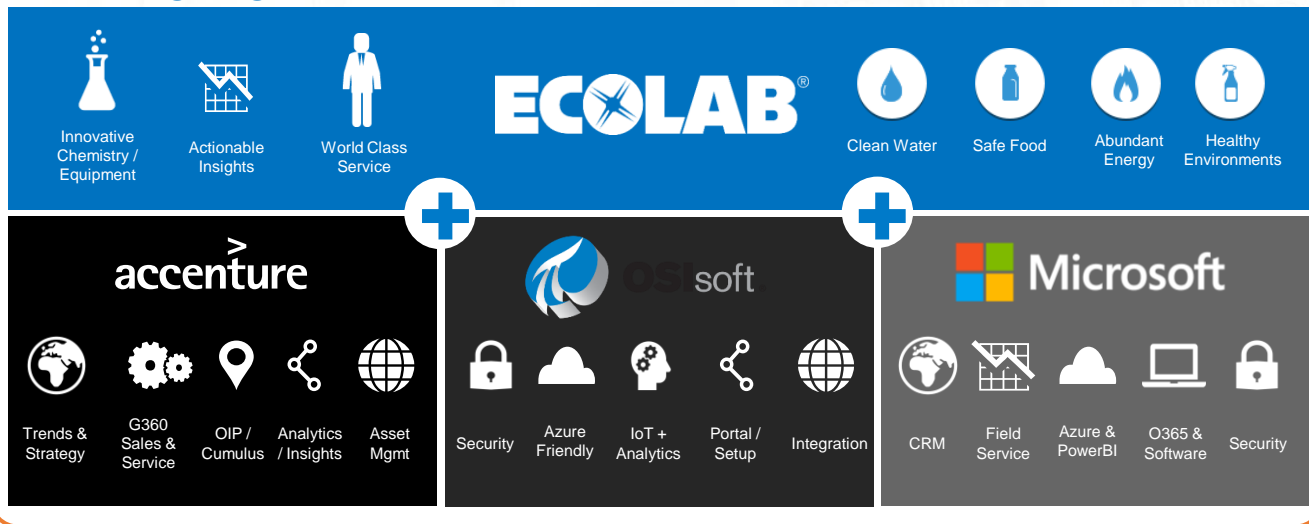 ECOLAB®
Innovative
Chemistry /
Equipment
Actionable
Insights
World Class
Service
Clean Water
Safe Food
Abundant
Energy
Healthy
Environments
>
accenture
Trends &
Strategy
G360
Sales &
Service
OIP /
Cumulus
Analytics
/ Insights
Asset
Mgmt
OSIsoft.
Security
Azure
Friendly
IoT +
Analytics
Portal /
Setup
Integration
Microsoft
CRM
Field
Service
Azure &
PowerBI
O365 &
Software
Security